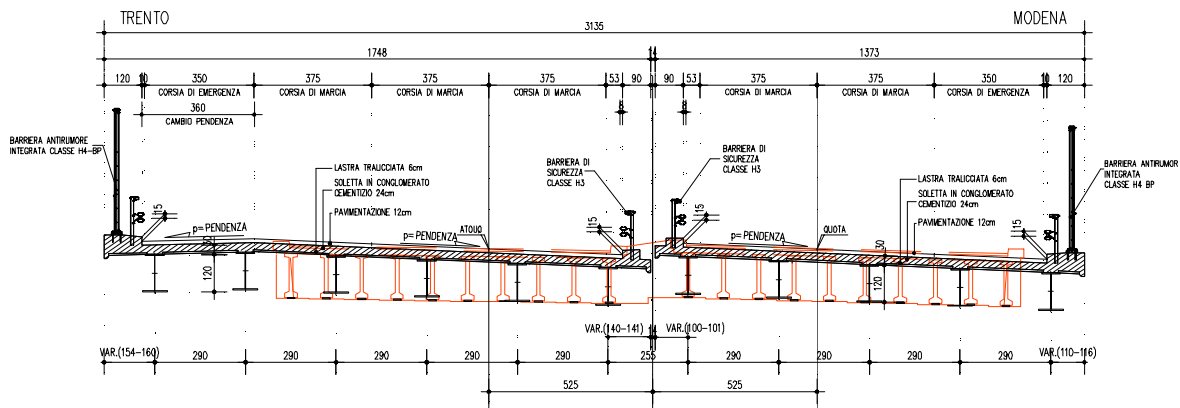 TRENTO
MODENA
3135
1748
14
1373
120
10
350
375
375
375
53
90
90
53
375
375
350
10
120
CORSIA DI EMERGENZA
CORSIA DI MARCIA
CORSIA DI MARCIA
CORSIA DI MARCIA
CORSIA DI MARCIA
CORSIA DI MARCIA
CORSIA DI EMERGENZA
360
CAMBIO PENDENZA
BARRIERA ANTIRUMORE
INTEGRATA CLASSE H4-BP
LASTRA TRALICCIATA 6cm
SOLETTA IN CONGLOMERATO
CEMENTIZIO 24cm
PAVIMENTAZIONE 12cm
BARRIERA DI
SICUREZZA
CLASSE H3
BARRIERA DI
SICUREZZA
CLASSE H3
LASTRA TRALICCIATA 6cm
SOLETTA IN CONGLOMERATO
CEMENTIZIO 24cm
PAVIMENTAZIONE 12cm
BARRIERA ANTIRUMOR
INTEGRATA
CLASSE H4 BP
15
15
15
15
p=PENDENZA
p=PENDENZA
ATOUQ
p=PENDENZA
QUOTA
30
120
30
120
VAR.(140-141)
14
VAR.(100-101)
VAR.(154-160)
290
290
290
290
290
255
290
290
290
290
VAR.(110-116)
525
525